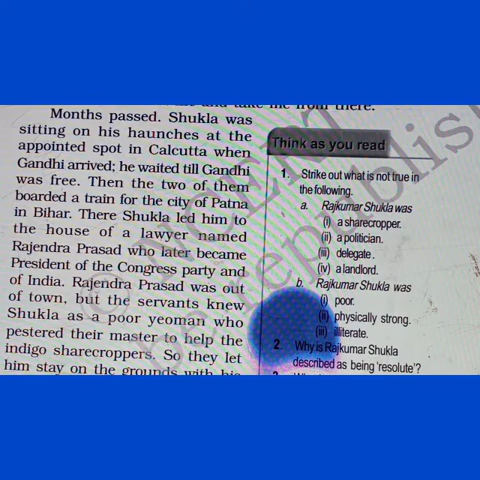 and take me from there.
Months passed. Shukla was
sitting on his haunches at the
appointed spot in Calcutta when
Gandhi arrived; he waited till Gandhi
was free. Then the two of them
boarded a train for the city of Patna
in Bihar. There Shukla led him to
the house of a lawyer named
Rajendra Prasad who later became
President of the Congress party and
of India. Rajendra Prasad was out
of town, but the servants knew
Shukla as a poor yeoman who
pestered their master to help the
indigo sharecroppers. So they let
him stay on the grounds with his
Think as you read
1. Strike out what is not true in
the following.
a. Rajkumar Shukla was
(i) a sharecropper.
(ii) a politician.
(iii) delegate.
(iv) a landlord.
b. Rajkumar Shukla was
(i) poor.
(ii) physically strong.
(iii) illiterate.
2. Why is Rajkumar Shukla
described as being 'resolute'?
© NCERT
republis